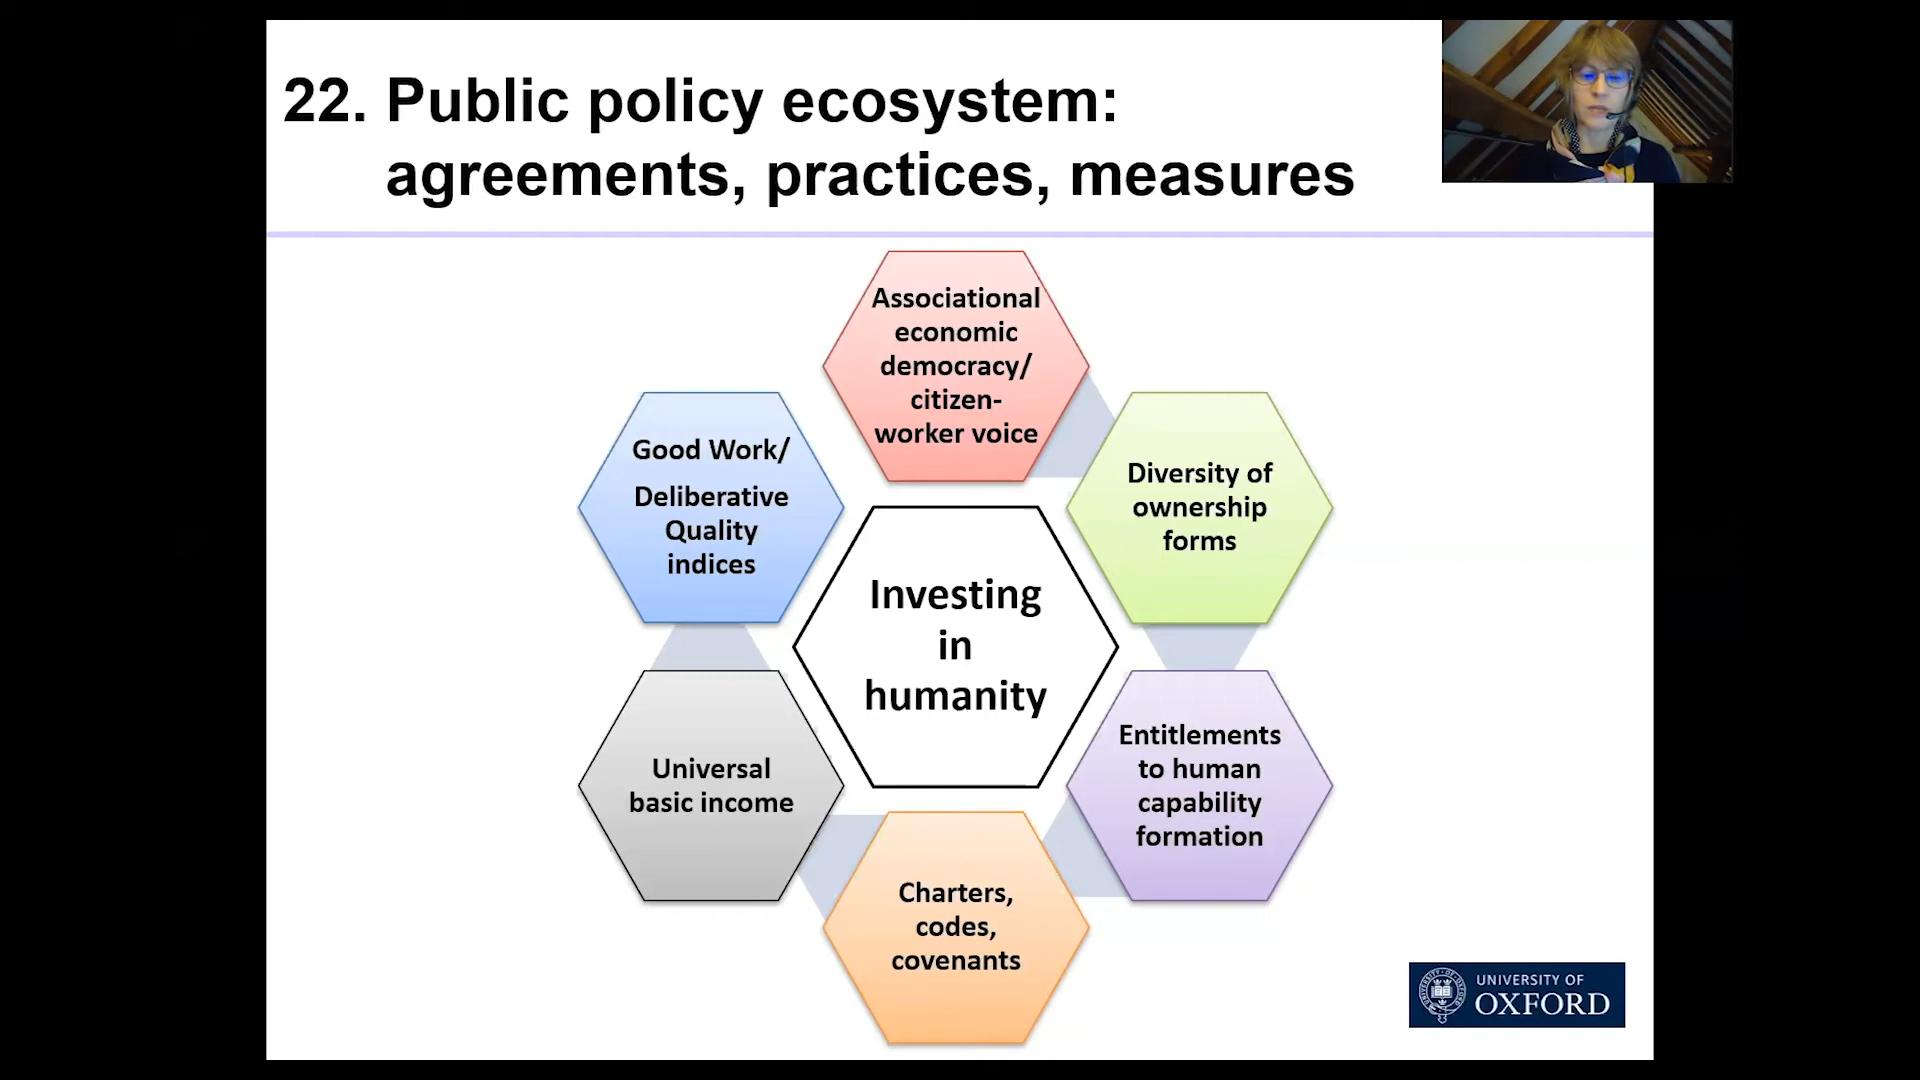 22. Public policy ecosystem:
agreements, practices, measures
Associational
economic
democracy/
citizen-
worker voice
Diversity of
ownership
forms
Entitlements
to human
capability
formation
Charters,
codes,
covenants
Universal
basic income
Good Work/
Deliberative
Quality
indices
Investing
in
humanity
UNIVERSITY OF
OXFORD